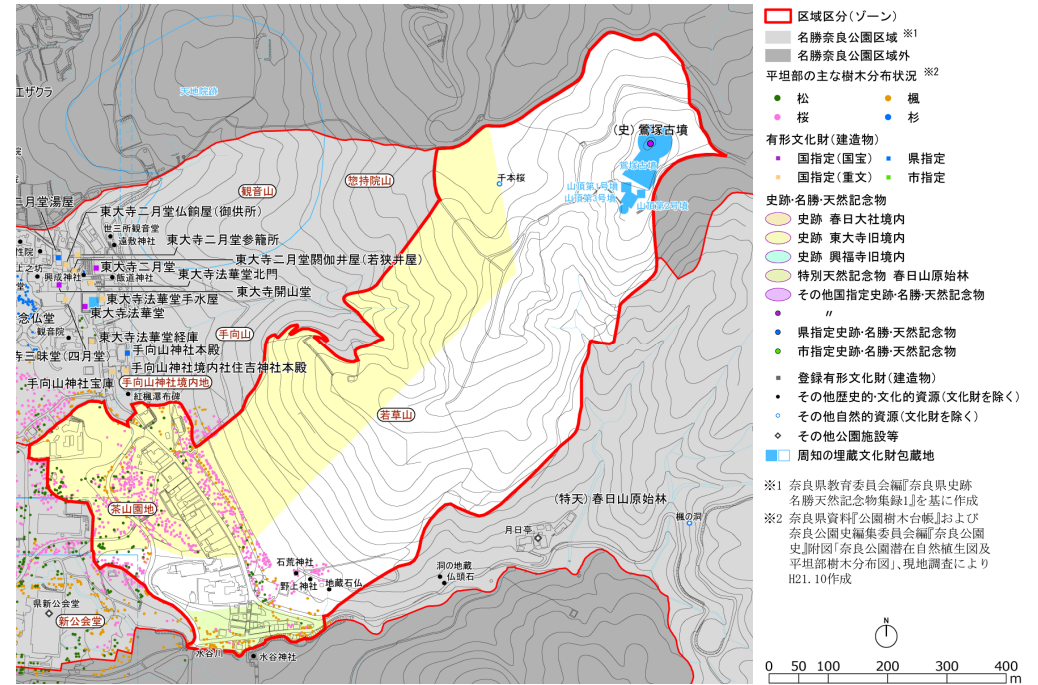 エザクラ
天地院跡
(史)鶯塚古墳
鶯塚古墳
山頂第1号墳
山頂第3号墳
山頂第2号墳
千本桜
惣持院山
観音山
二月堂湯屋
東大寺二月堂仏餉屋(御供所)
世三所観音堂
遠敷神社
東大寺二月堂参籠所
性院
東大寺二月堂閼伽井屋(若狭井屋)
東大寺二月堂
上之坊
興成神社
飯道神社
東大寺法華堂北門
東大寺開山堂
東大寺法華堂手水屋
東大寺法華堂
念仏堂
観音院
手向山
東大寺法華堂経庫
手向山神社本殿
寺三昧堂(四月堂)
手向山神社境内社住吉神社本殿
手向山神社宝庫
手向山神社境内地
紅楓瀑布碑
若草山
茶山園地
(特天)春日山原始林
楓の洞
月日亭
石荒神社
洞の地蔵
仏頭石
野上神社
地蔵石仏
県新公会堂
新公会堂
水谷川
水谷神社
区域区分(ゾーン)
名勝奈良公園区域 ※1
名勝奈良公園区域外
平坦部の主な樹木分布状況 ※2
松
楓
桜
杉
有形文化財(建造物)
国指定(国宝)
県指定
国指定(重文)
市指定
史跡・名勝・天然記念物
史跡 春日大社境内
史跡 東大寺旧境内
史跡 興福寺旧境内
特別天然記念物 春日山原始林
その他国指定史跡・名勝・天然記念物
〃
県指定史跡・名勝・天然記念物
市指定史跡・名勝・天然記念物
登録有形文化財(建造物)
その他歴史的・文化的資源(文化財を除く)
その他自然的資源(文化財を除く)
その他公園施設等
周知の埋蔵文化財包蔵地
※1 奈良県教育委員会編『奈良県史跡
名勝天然記念物集録1』を基に作成
※2 奈良県資料『公園樹木台帳』および
奈良公園史編集委員会編『奈良公園
史』附図「奈良公園潜在自然植生図及
平坦部樹木分布図」、現地調査により
H21.10作成
N
0 50 100 200 300 400
m